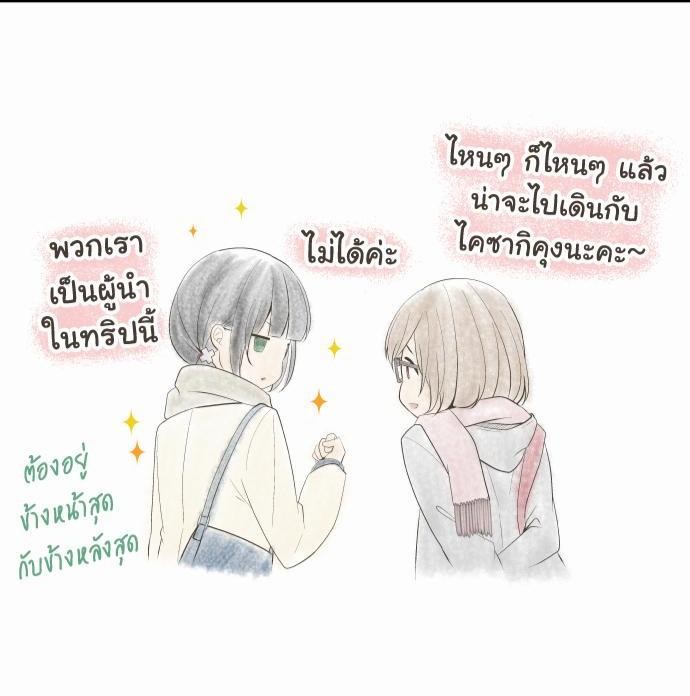 ไหนๆ ก็ไหนๆ แล้ว
น่าจะไปเดินกับ
ไคซากิคุงนะคะ~
ไม่ได้ค่ะ
พวกเรา
เป็นผู้นำ
ในทริปนี้
ต้องอยู่
ข้างหน้าสุด
กับข้างหลังสุด